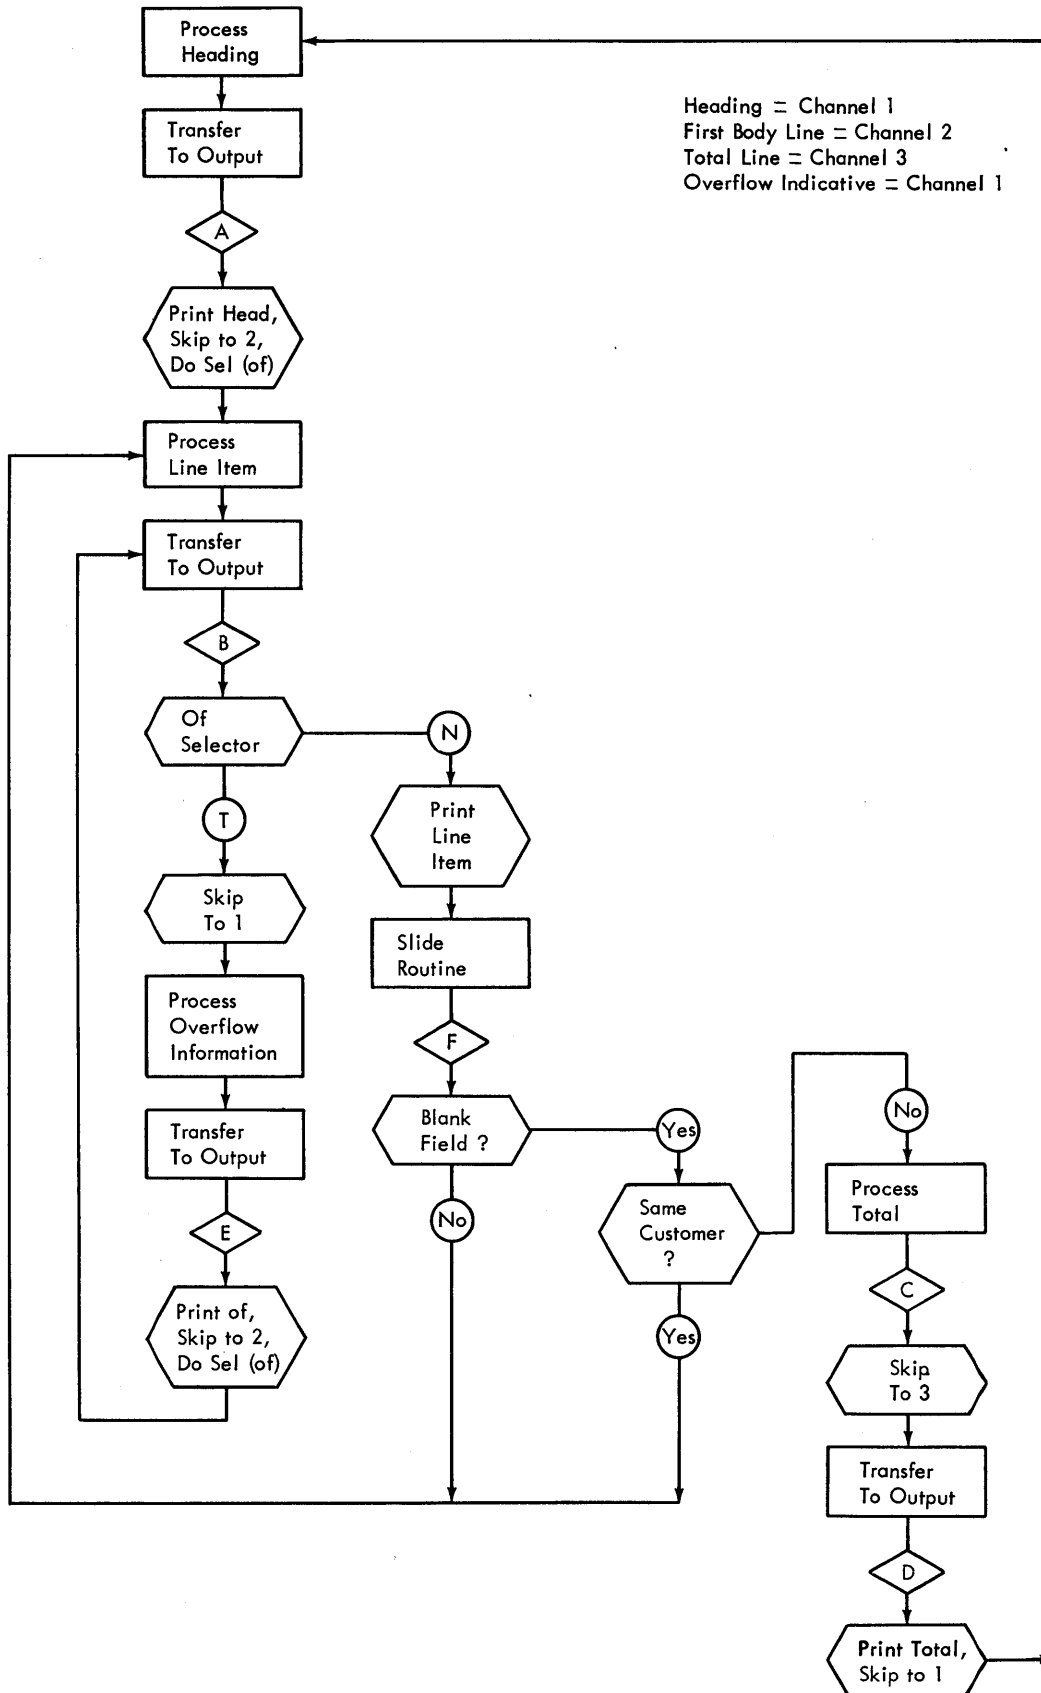 Process
Heading
Heading = Channel 1
First Body Line = Channel 2
Total Line = Channel 3
Overflow Indicative = Channel 1
Transfer
To Output
A
Print Head,
Skip to 2,
Do Sel (of)
Process
Line Item
Transfer
To Output
B
Of
Selector
N
T
Print
Line
Item
Skip
To 1
Slide
Routine
Process
Overflow
Information
F
Blank
Field ?
Yes
No
Transfer
To Output
E
Print of,
Skip to 2,
Do Sel (of)
No
Same
Customer
?
Yes
Process
Total
C
Skip
To 3
Transfer
To Output
D
Print Total,
Skip to 1